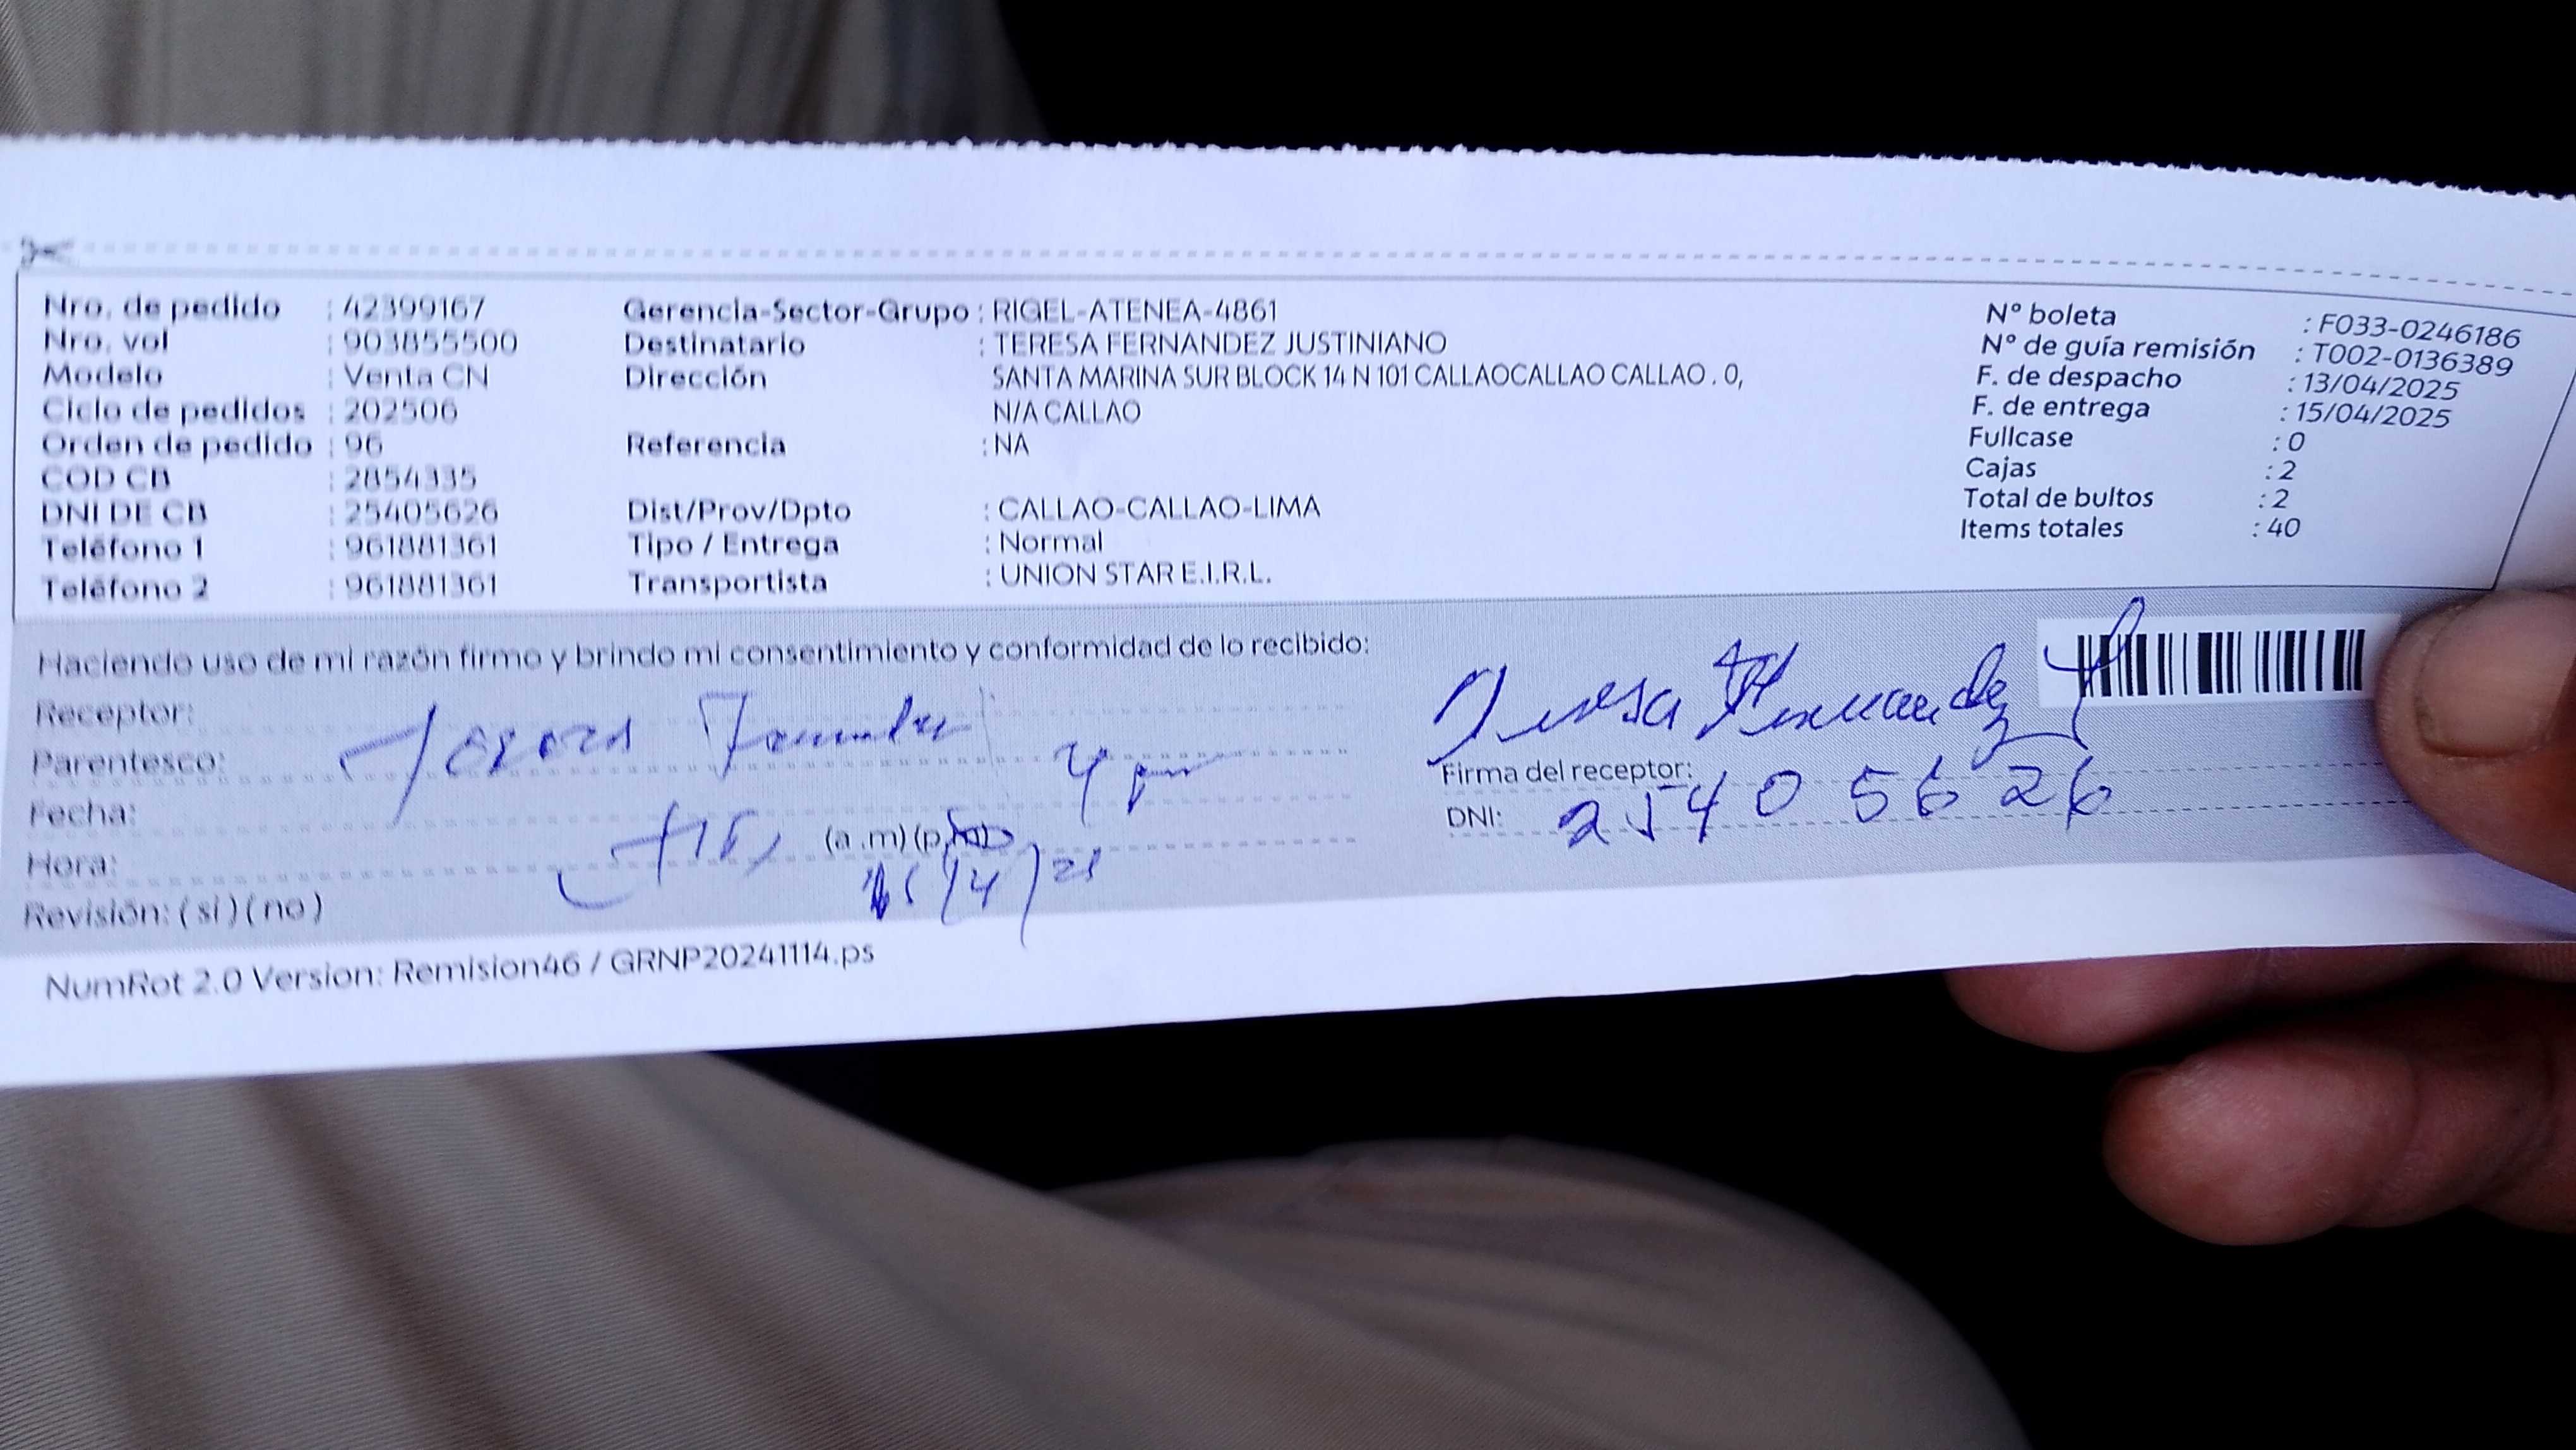 Nro. de pedido : 42399167
Nro. vol : 903855500
Modelo : Venta CN
Ciclo de pedidos : 202506
Orden de pedido : 96
COD CB : 2854335
DNI DE CB : 25405626
Teléfono 1 : 961881361
Teléfono 2 : 961881361
Gerencia-Sector-Grupo : RIGEL-ATENEA-4861
Destinatario : TERESA FERNANDEZ JUSTINIANO
Dirección SANTA MARINA SUR BLOCK 14 N 101 CALLAOCALLAO CALLAO . 0,
N/A CALLAO
Referencia : NA
Dist/Prov/Dpto : CALLAO-CALLAO-LIMA
Tipo / Entrega : Normal
Transportista : UNION STAR E.I.R.L.
N° boleta : F033-0246186
N° de guía remisión : T002-0136389
F. de despacho : 13/04/2025
F. de entrega : 15/04/2025
Fullcase : 0
Cajas : 2
Total de bultos : 2
Items totales : 40
Haciendo uso de mi razón firmo y brindo mi consentimiento y conformidad de lo recibido:
Receptor:
Parentesco:
Fecha:
Hora: (a .m) (p.m)
15/4/25
Revisión: ( si ) ( no )
Teresa Fernandez
Firma del receptor:
DNI: 25405626
NumRot 2.0 Version: Remision46 / GRNP20241114.ps